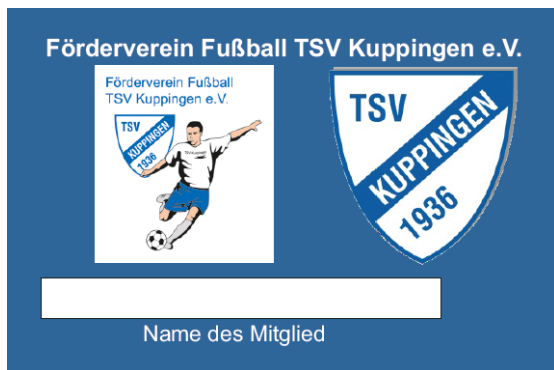 Förderverein Fußball TSV Kuppingen e.V.
Förderverein Fußball
TSV Kuppingen e.V.
TSV
KUPPINGEN
1936
TSV
KUPPINGEN
1936
Name des Mitglied